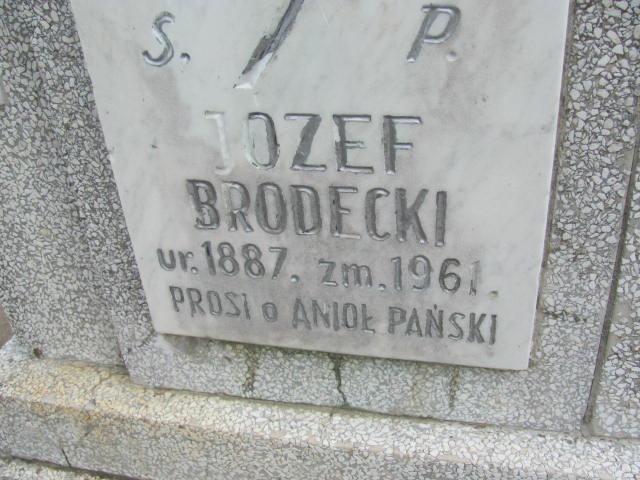 S. P.
JOZEF
BRODECKI
ur. 1887. zm. 1961.
PROSI o ANIOŁ PAŃSKI